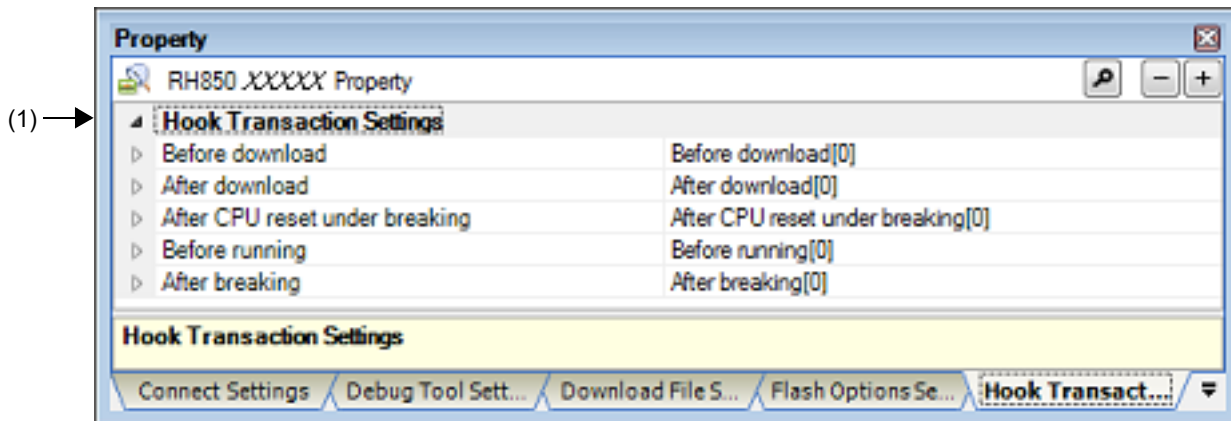 Property
RH850 XXXXX Property
(1)
Hook Transaction Settings
Before download Before download[0]
After download After download[0]
After CPU reset under breaking After CPU reset under breaking[0]
Before running Before running[0]
After breaking After breaking[0]
Hook Transaction Settings
Connect Settings Debug Tool Sett... Download File S... Flash Options Se... Hook Transact...